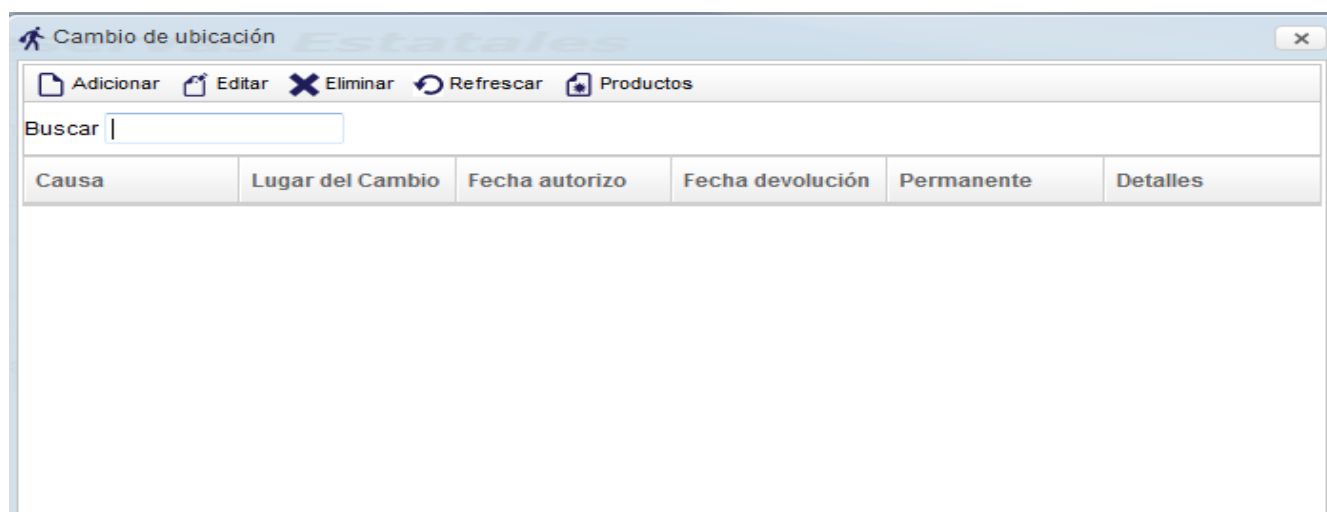 Cambio de ubicación
Estatales
Adicionar Editar Eliminar Refrescar Productos
Buscar
Causa Lugar del Cambio Fecha autorizo Fecha devolución Permanente Detalles